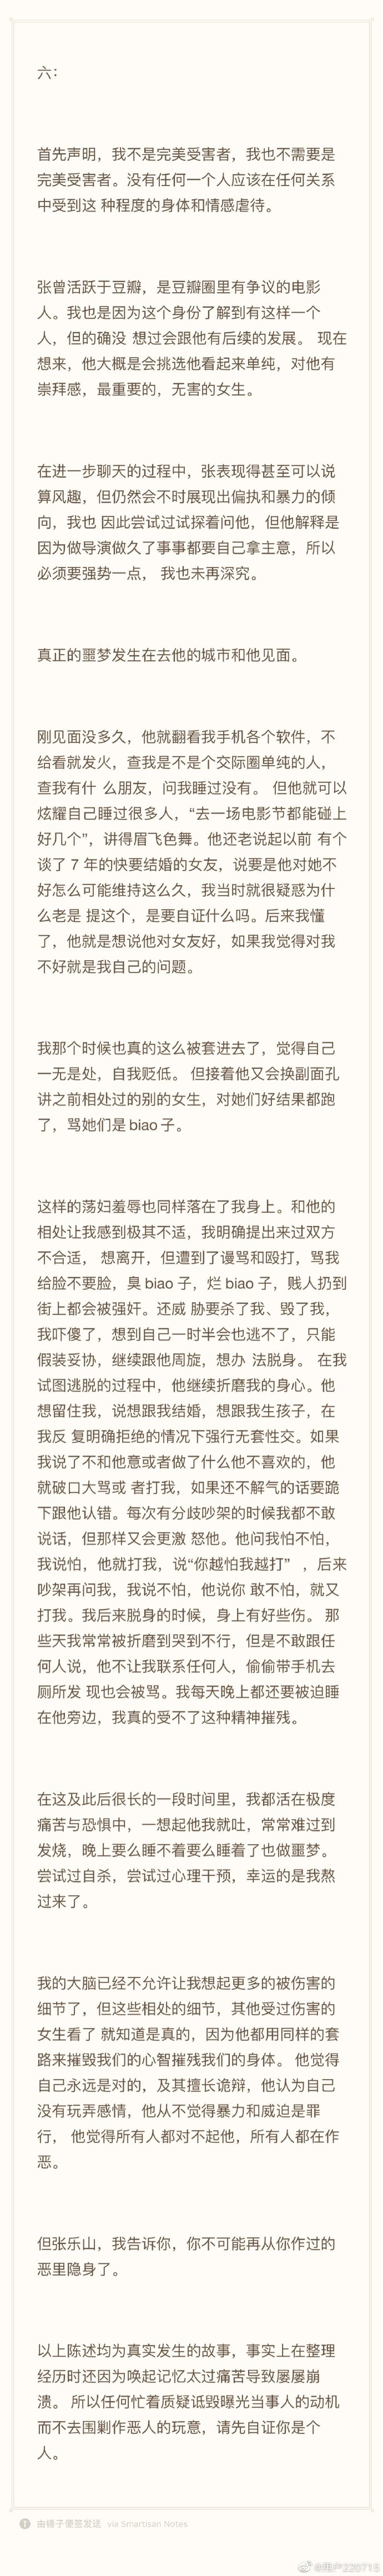 六：
首先声明，我不是完美受害者，我也不需要是
完美受害者。没有任何一个人应该在任何关系
中受到这 种程度的身体和情感虐待。
张曾活跃于豆瓣，是豆瓣圈里有争议的电影
人。我也是因为这个身份了解到有这样一个
人，但的确没 想过会跟他有后续的发展。 现在
想来，他大概是会挑选他看起来单纯，对他有
崇拜感，最重要的，无害的女生。
在进一步聊天的过程中，张表现得甚至可以说
算风趣，但仍然会不时展现出偏执和暴力的倾
向，我也 因此尝试过试探着问他，但他解释是
因为做导演做久了事事都要自己拿主意，所以
必须要强势一点， 我也未再深究。
真正的噩梦发生在去他的城市和他见面。
刚见面没多久，他就翻看我手机各个软件，不
给看就发火，查我是不是个交际圈单纯的人，
查我有什 么朋友，问我睡过没有。 但他就可以
炫耀自己睡过很多人，“去一场电影节都能碰上
好几个”，讲得眉飞色舞。他还老说起以前 有个
谈了 7 年的快要结婚的女友，说要是他对她不
好怎么可能维持这么久，我当时就很疑惑为什
么老是 提这个，是要自证什么吗。后来我懂
了，他就是想说他对女友好，如果我觉得对我
不好就是我自己的问题。
我那个时候也真的这么被套进去了，觉得自己
一无是处，自我贬低。 但接着他又会换副面孔
讲之前相处过的别的女生，对她们好结果都跑
了，骂她们是 biao 子。
这样的荡妇羞辱也同样落在了我身上。和他的
相处让我感到极其不适，我明确提出来过双方
不合适， 想离开，但遭到了谩骂和殴打，骂我
给脸不要脸，臭 biao 子，烂 biao 子，贱人扔到
街上都会被强奸。还威 胁要杀了我、毁了我，
我吓傻了，想到自己一时半会也逃不了，只能
假装妥协，继续跟他周旋，想办 法脱身。 在我
试图逃脱的过程中，他继续折磨我的身心。他
想留住我，说想跟我结婚，想跟我生孩子，在
我反 复明确拒绝的情况下强行无套性交。如果
我说了不和他意或者做了什么他不喜欢的，他
就破口大骂或 者打我，如果还不解气的话要跪
下跟他认错。每次有分歧吵架的时候我都不敢
说话，但那样又会更激 怒他。他问我怕不怕，
我说怕，他就打我，说“你越怕我越打” ，后来
吵架再问我，我说不怕，他说你 敢不怕，就又
打我。我后来脱身的时候，身上有好些伤。 那
些天我常常被折磨到哭到不行，但是不敢跟任
何人说，他不让我联系任何人，偷偷带手机去
厕所发 现也会被骂。我每天晚上都还要被迫睡
在他旁边，我真的受不了这种精神摧残。
在这及此后很长的一段时间里，我都活在极度
痛苦与恐惧中，一想起他我就吐，常常难过到
发烧，晚上要么睡不着要么睡着了也做噩梦。
尝试过自杀，尝试过心理干预，幸运的是我熬
过来了。
我的大脑已经不允许让我想起更多的被伤害的
细节了，但这些相处的细节，其他受过伤害的
女生看了 就知道是真的，因为他都用同样的套
路来摧毁我们的心智摧残我们的身体。 他觉得
自己永远是对的，及其擅长诡辩，他认为自己
没有玩弄感情，他从不觉得暴力和威迫是罪
行， 他觉得所有人都对不起他，所有人都在作
恶。
但张乐山，我告诉你，你不可能再从你作过的
恶里隐身了。
以上陈述均为真实发生的故事，事实上在整理
经历时还因为唤起记忆太过痛苦导致屡屡崩
溃。 所以任何忙着质疑诋毁曝光当事人的动机
而不去围剿作恶人的玩意，请先自证你是个
人。
由锤子便签发送 via Smartisan Notes
@用户220715